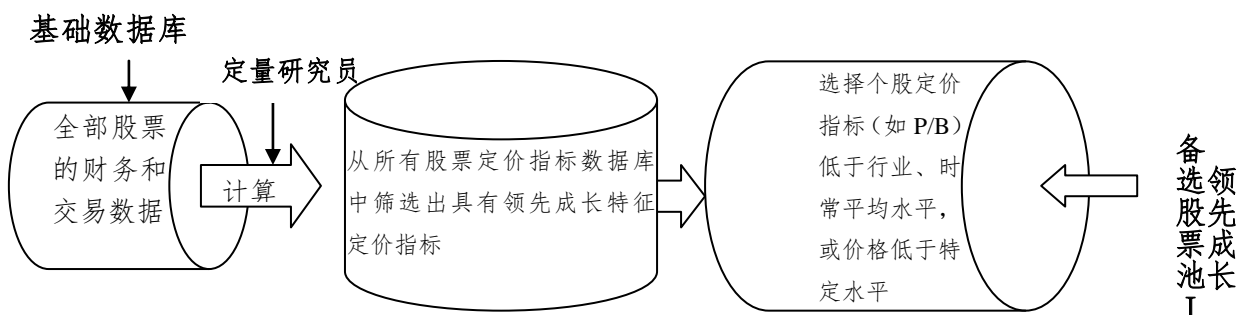 基础数据库
定量研究员
全部股票
的财务和
交易数据
计算
从所有股票定价指标数据库
中筛选出具有领先成长特征
定价指标
选择个股定价
指标（如 P/B）
低于行业、时
常平均水平，
或价格低于特
定水平
领先成长
备选股票池 I